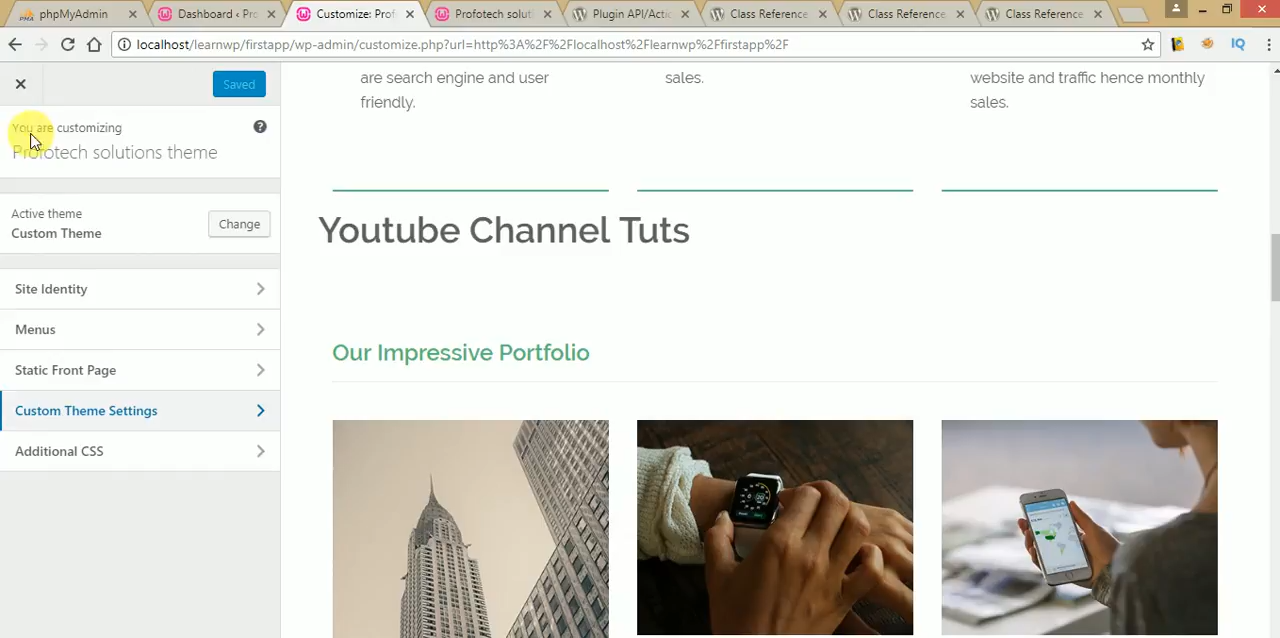 phpMyAdmin
Dashboard ‹ Pro
Customize: Prof
Profotech soluti
Plugin API/Actio
Class Reference
Class Reference
Class Reference
localhost/learnwp/firstapp/wp-admin/customize.php?url=http%3A%2F%2Flocalhost%2Flearnwp%2Ffirstapp%2F
IQ
Saved
You are customizing
Profotech solutions theme
Active theme
Custom Theme
Change
Site Identity
Menus
Static Front Page
Custom Theme Settings
Additional CSS
are search engine and user
friendly.
sales.
website and traffic hence monthly
sales.
Youtube Channel Tuts
Our Impressive Portfolio